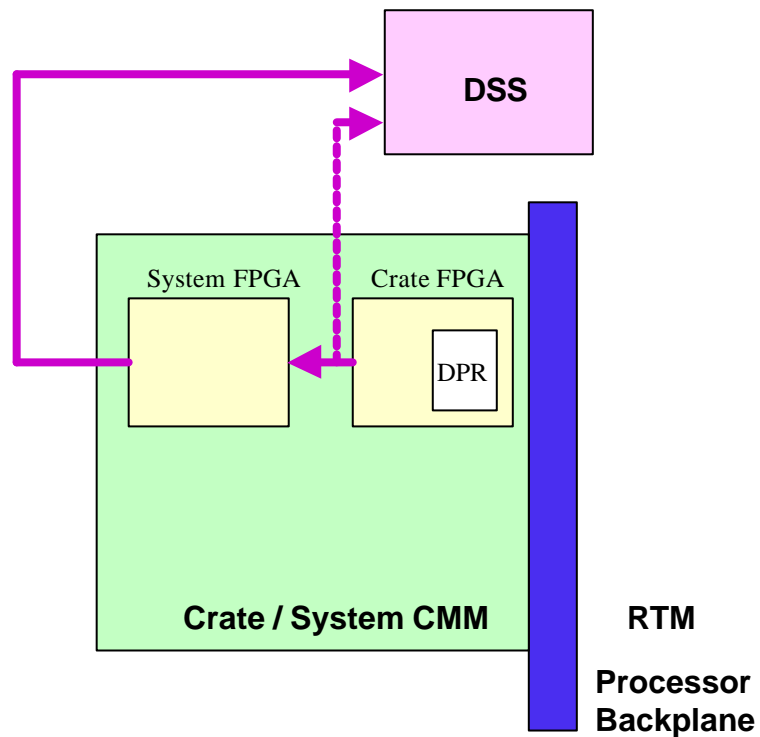 DSS
System FPGA
Crate FPGA
DPR
Crate / System CMM
RTM
Processor
Backplane